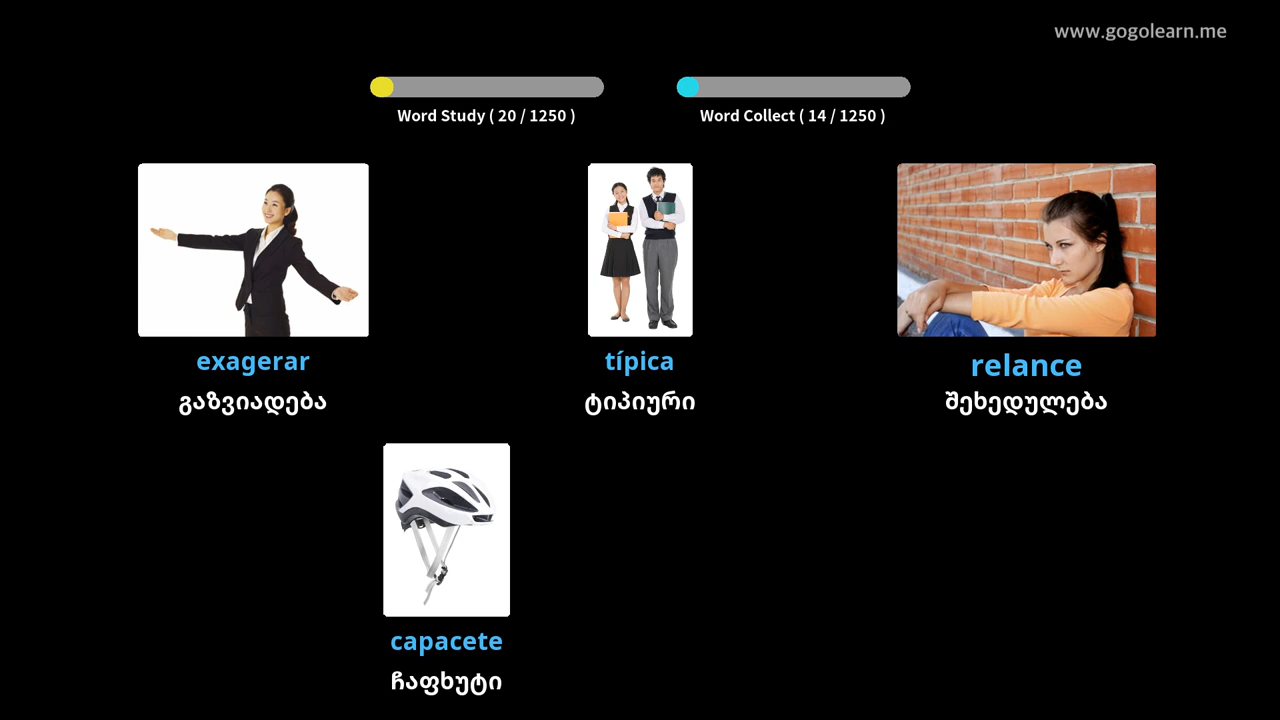 www.gogolearn.me
Word Study ( 20 / 1250 )
Word Collect ( 14 / 1250 )
exagerar
típica
relance
გაზვიადება
ტიპიური
შეხედულება
capacete
ჩაფხუტი